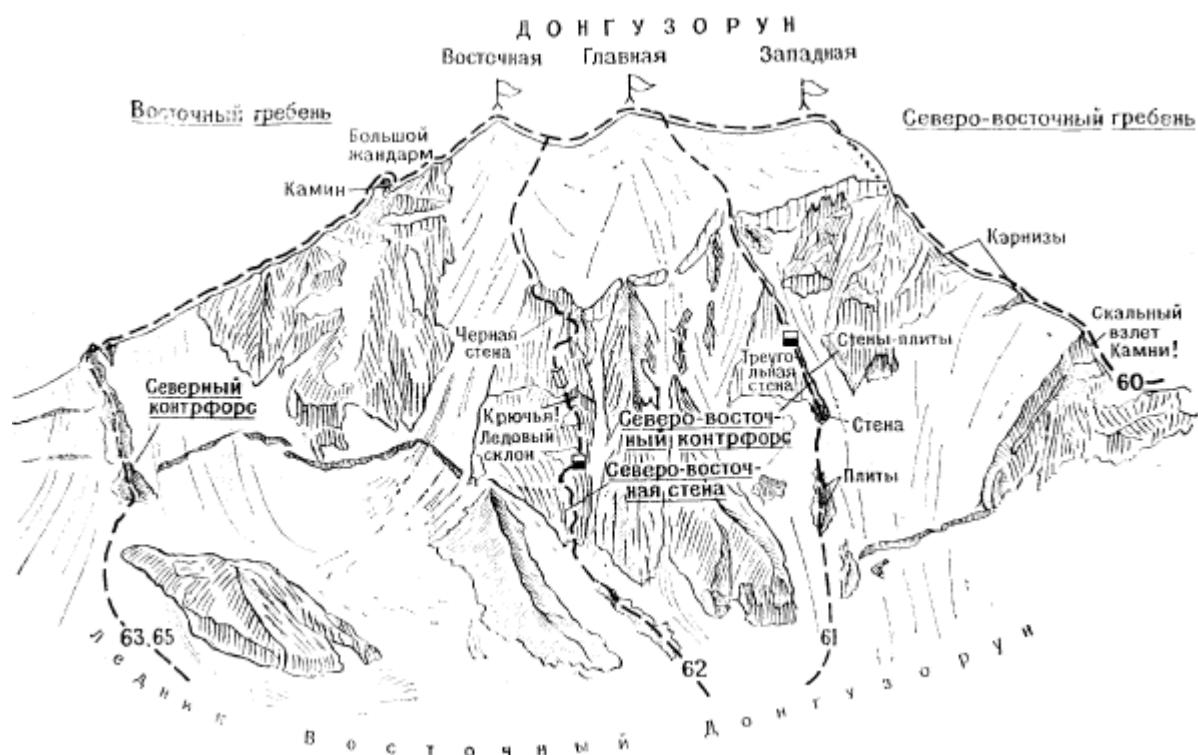 ДОНГУЗОРУН
Восточная
Главная
Западная
Восточный гребень
Северо-восточный гребень
Большой
жандарм
Камин
Кэрнизы
Скальный
взлет
Камни!
60
Черная
стена
Стены-плиты
Треуго
льная
стена
Северный
контрфорс
Крючья!
Ледовый
склон
Северо-восточ-
ный контрфорс
Стена
Северо-восточ-
ная стена
Плиты
63.65
62
61
Ледник Восточный Донгузорун